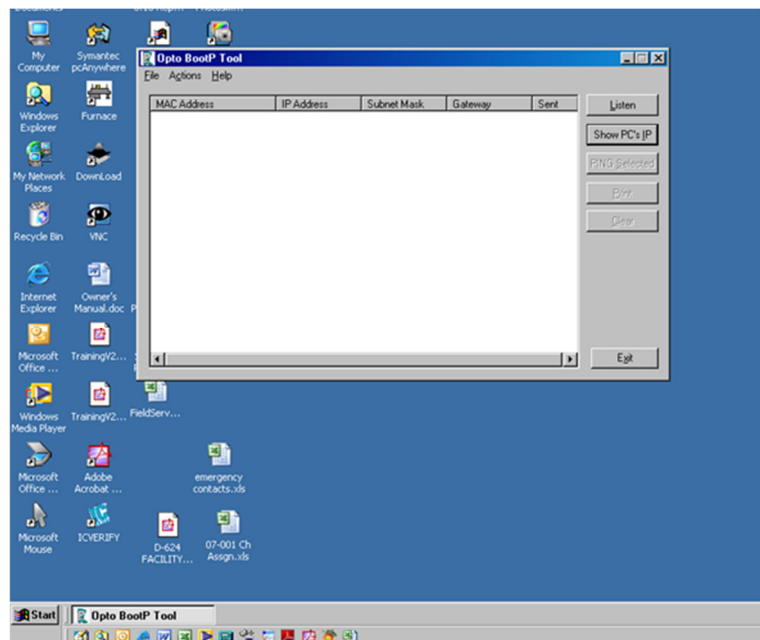 My
Computer
Symantec
pcAnywhere
Windows
Explorer
Furnace
My Network
Places
DownLoad
Recycle Bin
VNC
Internet
Explorer
Owner's
Manual.doc
Microsoft
Office ...
TrainingV2...
Windows
Media Player
TrainingV2...
FieldServ...
Microsoft
Office ...
Adobe
Acrobat ...
emergency
contacts.xls
Microsoft
Mouse
ICVERIFY
D-624
FACILITY...
07-001 Ch
Assgn.xls
Opto BootP Tool
File Actions Help
MAC Address IP Address Subnet Mask Gateway Sent
Listen
Show PC's IP
PING Selected
Print
Clear
Exit
Start Opto BootP Tool